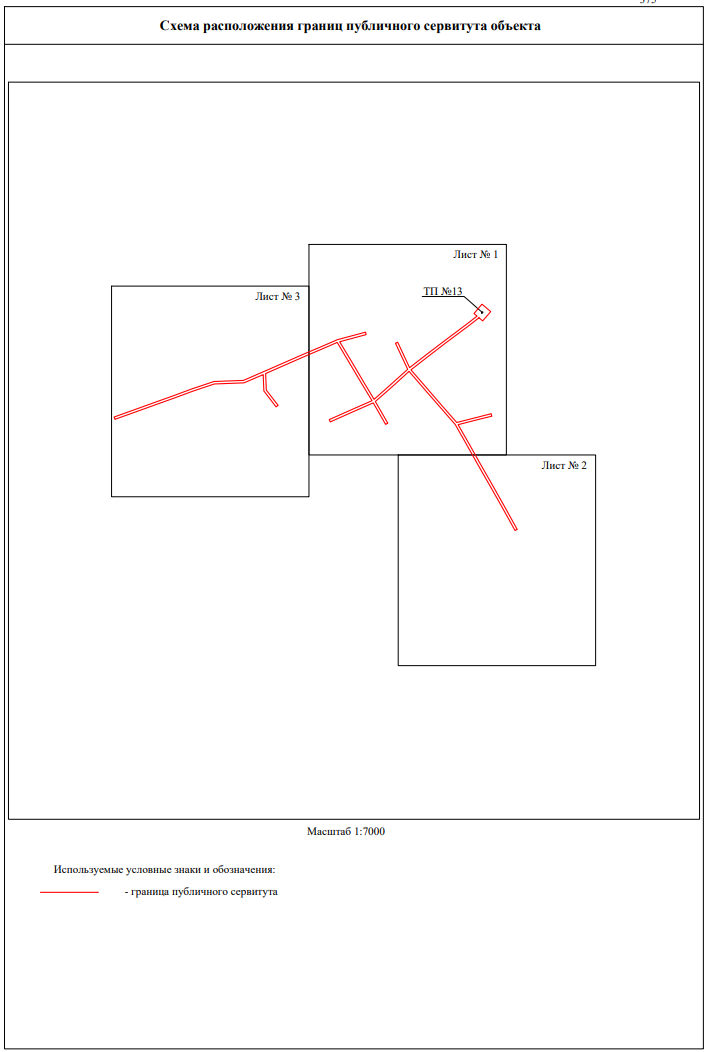 Схема расположения границ публичного сервитута объекта
Лист № 1
ТП №13
Лист № 3
Лист № 2
Масштаб 1:7000
Используемые условные знаки и обозначения:
- граница публичного сервитута